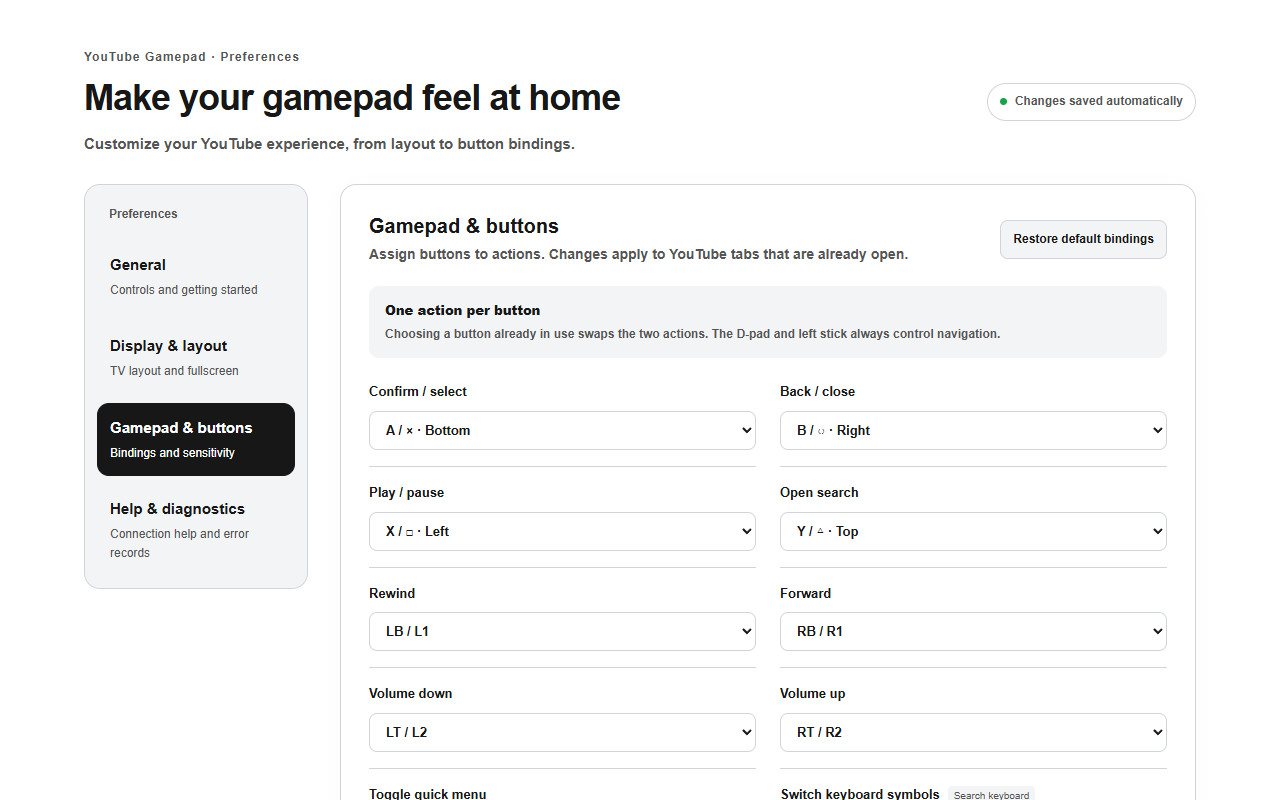 YouTube Gamepad · Preferences
Make your gamepad feel at home
Changes saved automatically
Customize your YouTube experience, from layout to button bindings.
Preferences
General
Controls and getting started
Display & layout
TV layout and fullscreen
Gamepad & buttons
Bindings and sensitivity
Help & diagnostics
Connection help and error
records
Gamepad & buttons
Assign buttons to actions. Changes apply to YouTube tabs that are already open.
Restore default bindings
One action per button
Choosing a button already in use swaps the two actions. The D-pad and left stick always control navigation.
Confirm / select
A / × · Bottom
Back / close
B / ○ · Right
Play / pause
X / □ · Left
Open search
Y / △ · Top
Rewind
LB / L1
Forward
RB / R1
Volume down
LT / L2
Volume up
RT / R2
Toggle quick menu
Switch keyboard symbols
Search keyboard